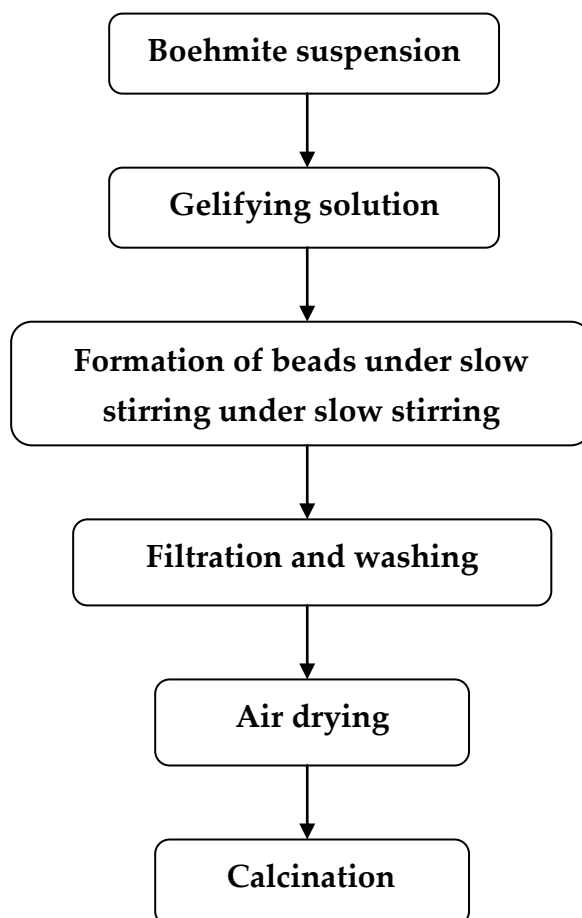 Boehmite suspension
Gelifying solution
Formation of beads under slow
stirring under slow stirring
Filtration and washing
Air drying
Calcination